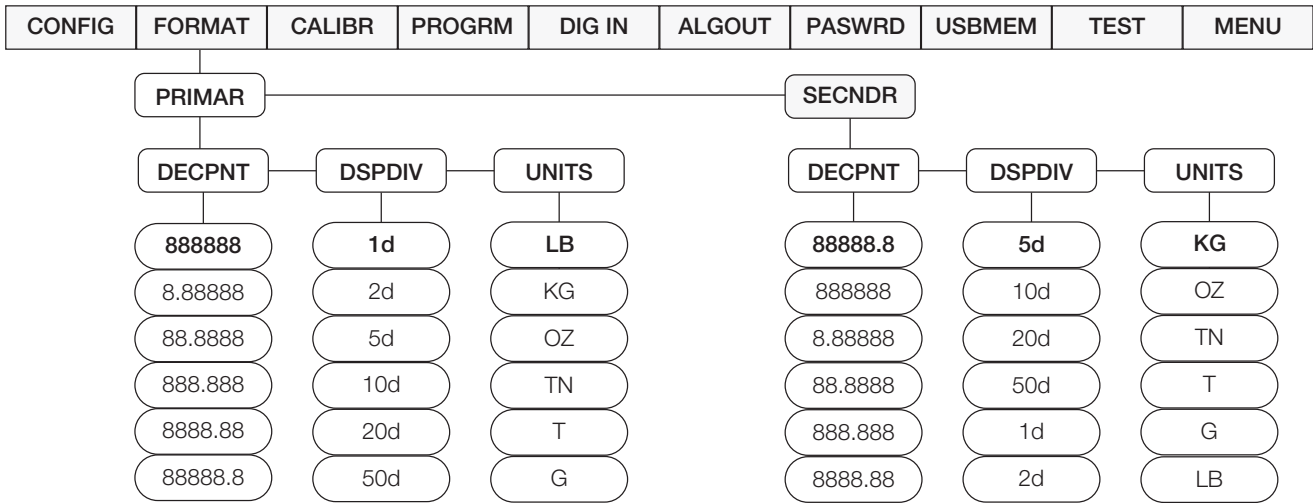 CONFIG FORMAT CALIBR PROGRM DIG IN ALGOUT PASWRD USBMEM TEST MENU
PRIMAR SECNDR
DECPNT DSPDIV UNITS DECPNT DSPDIV UNITS
888888 1d LB 88888.8 5d KG
8.88888 2d KG 888888 10d OZ
88.8888 5d OZ 8.88888 20d TN
888.888 10d TN 88.8888 50d T
8888.88 20d T 888.888 1d G
88888.8 50d G 8888.88 2d LB